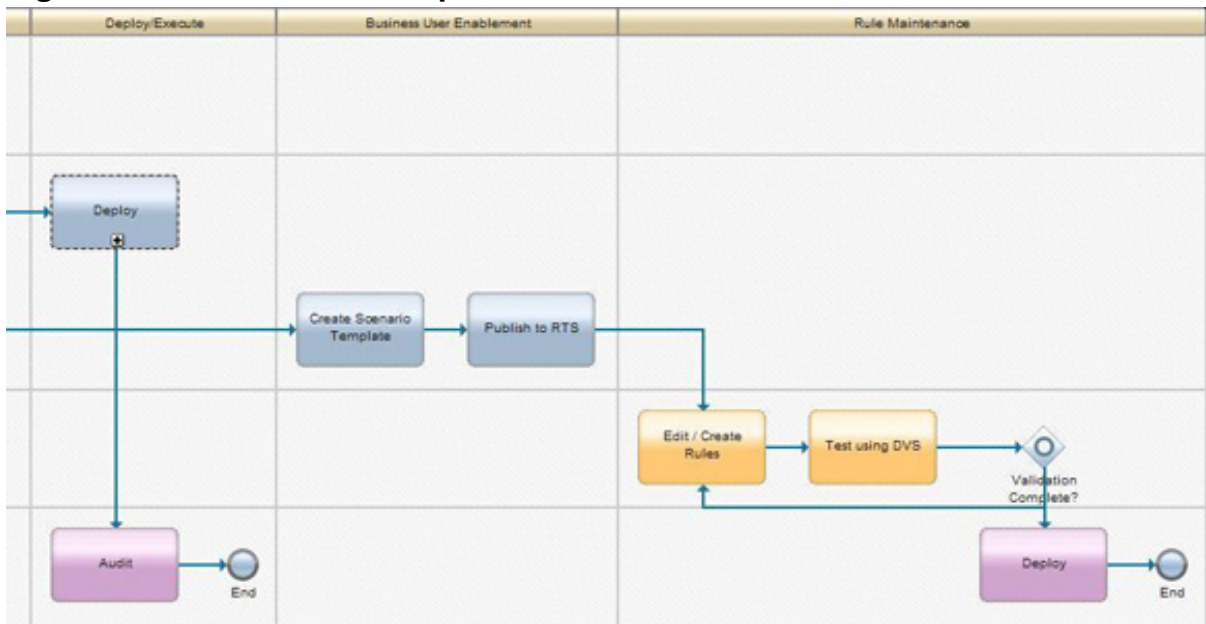 Deploy/Execute
Business User Enablement
Rule Maintenance
Deploy
Create Scenario
Template
Publish to RTS
Edit / Create
Rules
Test using DVS
Validation
Complete?
Audit
End
Deploy
End